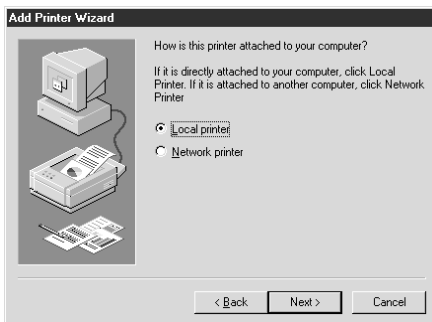 Add Printer Wizard
How is this printer attached to your computer?
If it is directly attached to your computer, click Local
Printer. If it is attached to another computer, click Network
Printer
Local printer
Network printer
< Back
Next >
Cancel